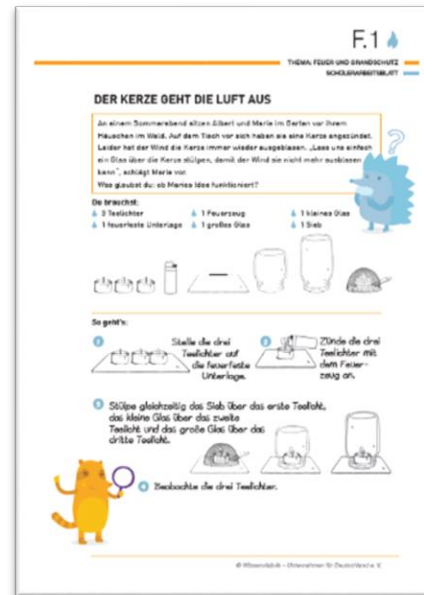 F.1
THEMA: FEUER UND BRANDSCHUTZ
SCHÜLERARBEITSBLATT
DER KERZE GEHT DIE LUFT AUS
An einem Sommerabend sitzen Albert und Marie im Garten vor ihrem
Häuschen im Wald. Auf dem Tisch vor sich haben sie eine Kerze angezündet.
Leider hat der Wind die Kerze immer wieder ausgeblasen. „Lass uns einfach
ein Glas über die Kerze stülpen, damit der Wind sie nicht mehr ausblasen
kann“, schlägt Marie vor.
Was glaubst du: ob Maries Idee funktioniert?
?
Du brauchst:
3 Teelichter
1 Feuerzeug
1 kleines Glas
1 feuerfeste Unterlage
1 großes Glas
1 Sieb
So geht's:
1 Stelle die drei
Teelichter auf
die feuerfeste
Unterlage.
2 Zünde die drei
Teelichter mit
dem Feuer-
zeug an.
3 Stülpe gleichzeitig das Sieb über das erste Teelicht,
das kleine Glas über das zweite
Teelicht und das große Glas über das
dritte Teelicht.
4 Beobachte die drei Teelichter.
© Wissensfabrik – Unternehmen für Deutschland e. V.